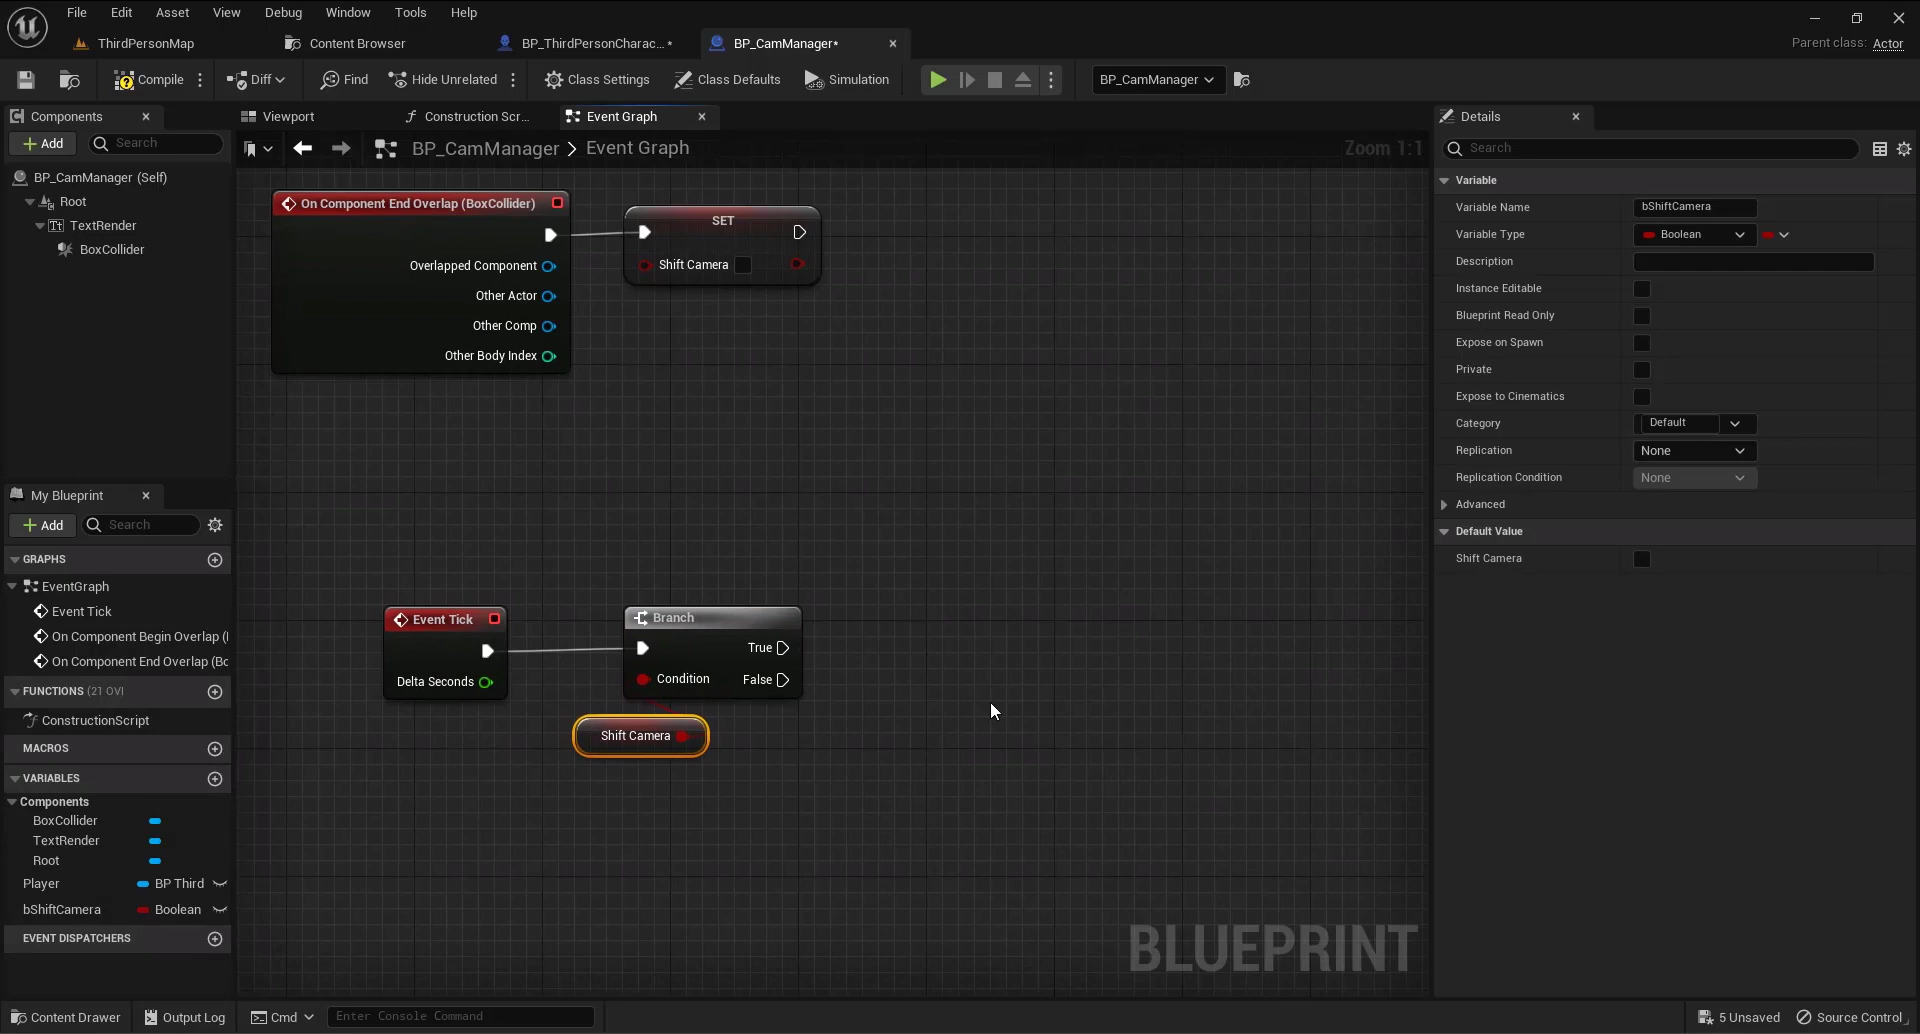 File Edit Asset View Debug Window Tools Help
ThirdPersonMap Content Browser BP_ThirdPersonCharac...* BP_CamManager* Parent class: Actor
Compile Diff Find Hide Unrelated Class Settings Class Defaults Simulation BP_CamManager
Components Viewport Construction Scr... Event Graph Details
Add Search BP_CamManager > Event Graph Zoom 1:1 Search
BP_CamManager (Self)
Root
TextRender
BoxCollider
My Blueprint
Add Search
GRAPHS
EventGraph
Event Tick
On Component Begin Overlap (
On Component End Overlap (Bo
FUNCTIONS (21 OVI
ConstructionScript
MACROS
VARIABLES
Components
BoxCollider
TextRender
Root
Player BP Third
bShiftCamera Boolean
EVENT DISPATCHERS
On Component End Overlap (BoxCollider)
Overlapped Component
Other Actor
Other Comp
Other Body Index
SET
Shift Camera
Event Tick
Delta Seconds
Branch
True
Condition False
Shift Camera
BLUEPRINT
Variable
Variable Name bShiftCamera
Variable Type Boolean
Description
Instance Editable
Blueprint Read Only
Expose on Spawn
Private
Expose to Cinematics
Category Default
Replication None
Replication Condition None
Advanced
Default Value
Shift Camera
Content Drawer Output Log Cmd Enter Console Command 5 Unsaved Source Control